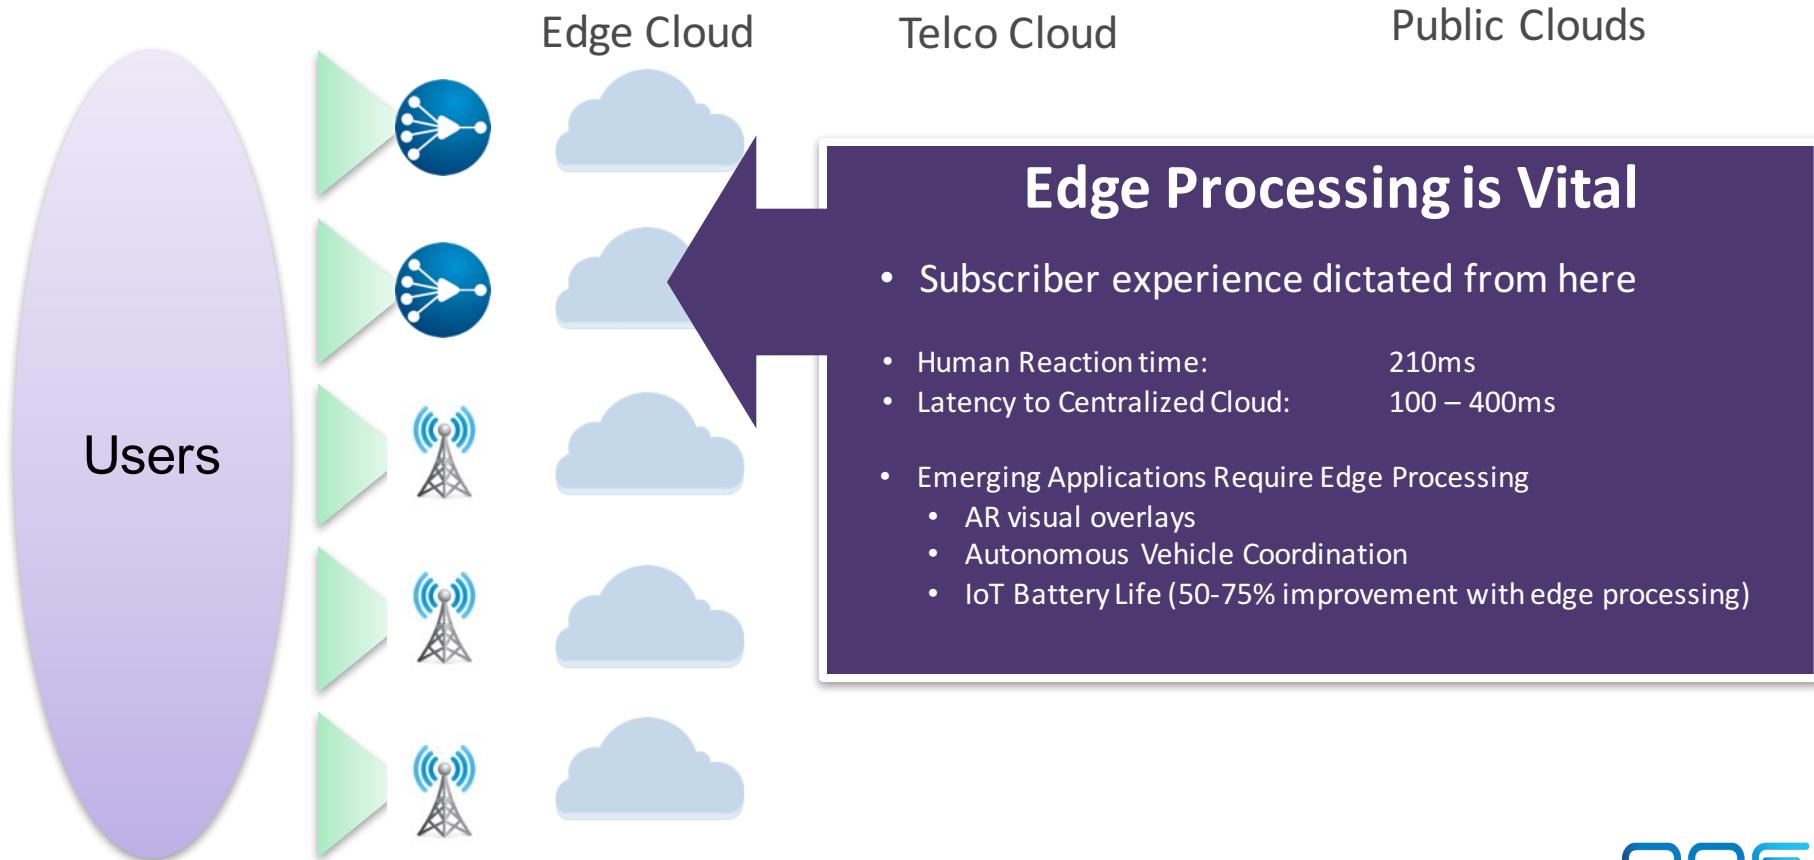 Edge Cloud
Telco Cloud
Public Clouds
Users
Edge Processing is Vital
• Subscriber experience dictated from here
• Human Reaction time: 210ms
• Latency to Centralized Cloud: 100 – 400ms
• Emerging Applications Require Edge Processing
• AR visual overlays
• Autonomous Vehicle Coordination
• IoT Battery Life (50-75% improvement with edge processing)